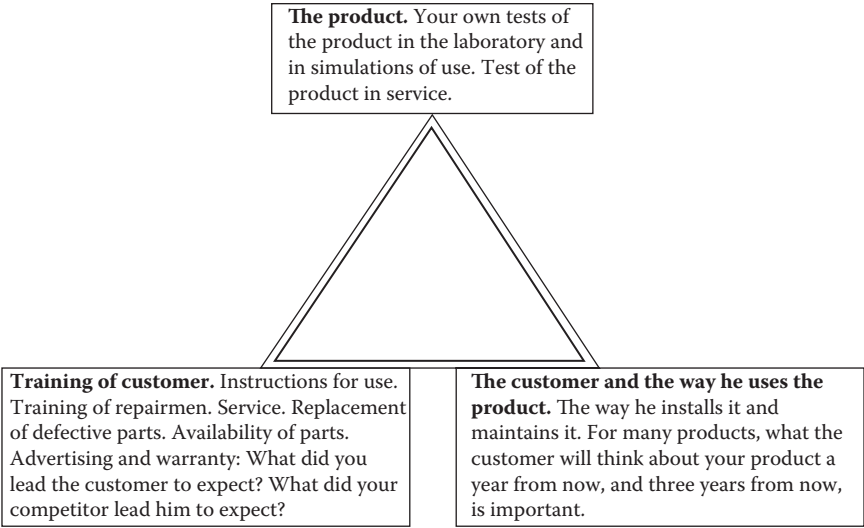 The product. Your own tests of
the product in the laboratory and
in simulations of use. Test of the
product in service.
Training of customer. Instructions for use.
Training of repairmen. Service. Replacement
of defective parts. Availability of parts.
Advertising and warranty: What did you
lead the customer to expect? What did your
competitor lead him to expect?
The customer and the way he uses the
product. The way he installs it and
maintains it. For many products, what the
customer will think about your product a
year from now, and three years from now,
is important.